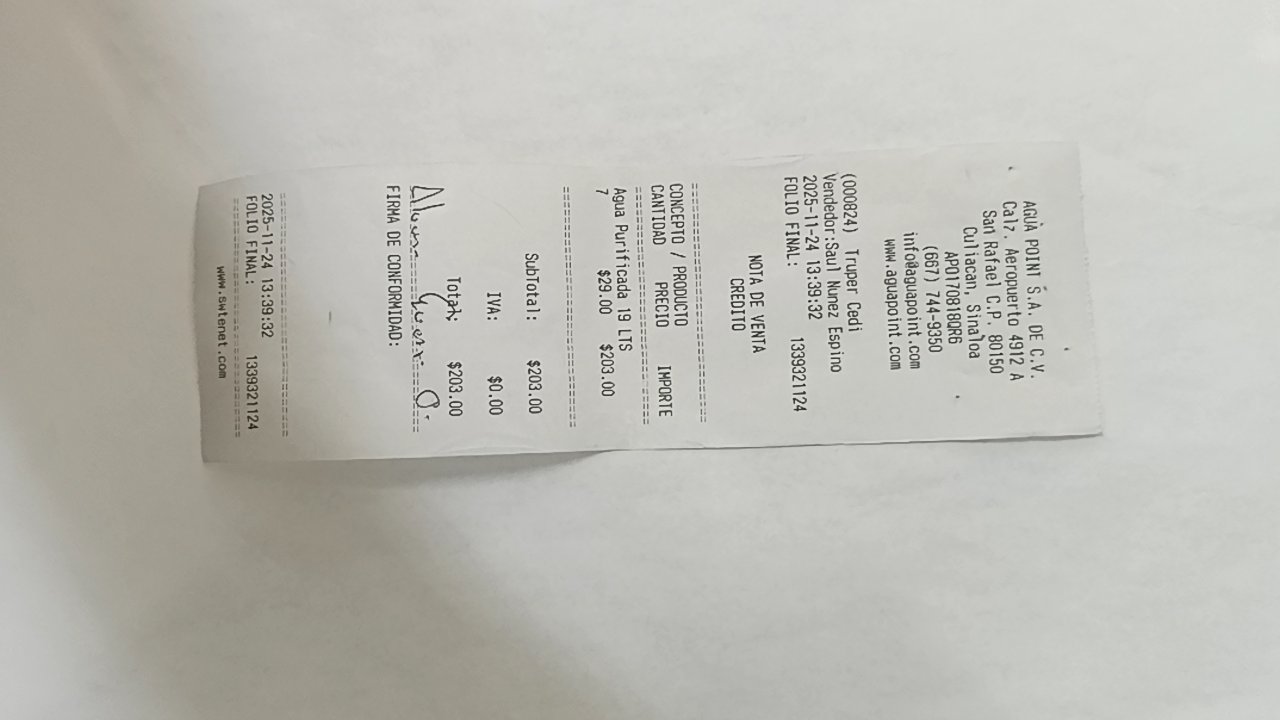 AGUÀ POINT S.A. DE C.V.
Calz. Aeropuerto 4912 A
San Rafael C.P. 80150
Culiacan, Sinaloa
APO170818QR6
(667) 744-9350
info@aguapoint.com
www.aguapoint.com
(000824) Truper Cedi
Vendedor:Saul Nunez Espino
2025-11-24 13:39:32
FOLIO FINAL: 1339321124
NOTA DE VENTA
CREDITO
CONCEPTO / PRODUCTO
CANTIDAD PRECIO IMPORTE
Agua Purificada 19 LTS
7 $29.00 $203.00
SubTotal: $203.00
IVA: $0.00
Total: $203.00
FIRMA DE CONFORMIDAD:
2025-11-24 13:39:32
FOLIO FINAL: 1339321124
www.swtenet.com